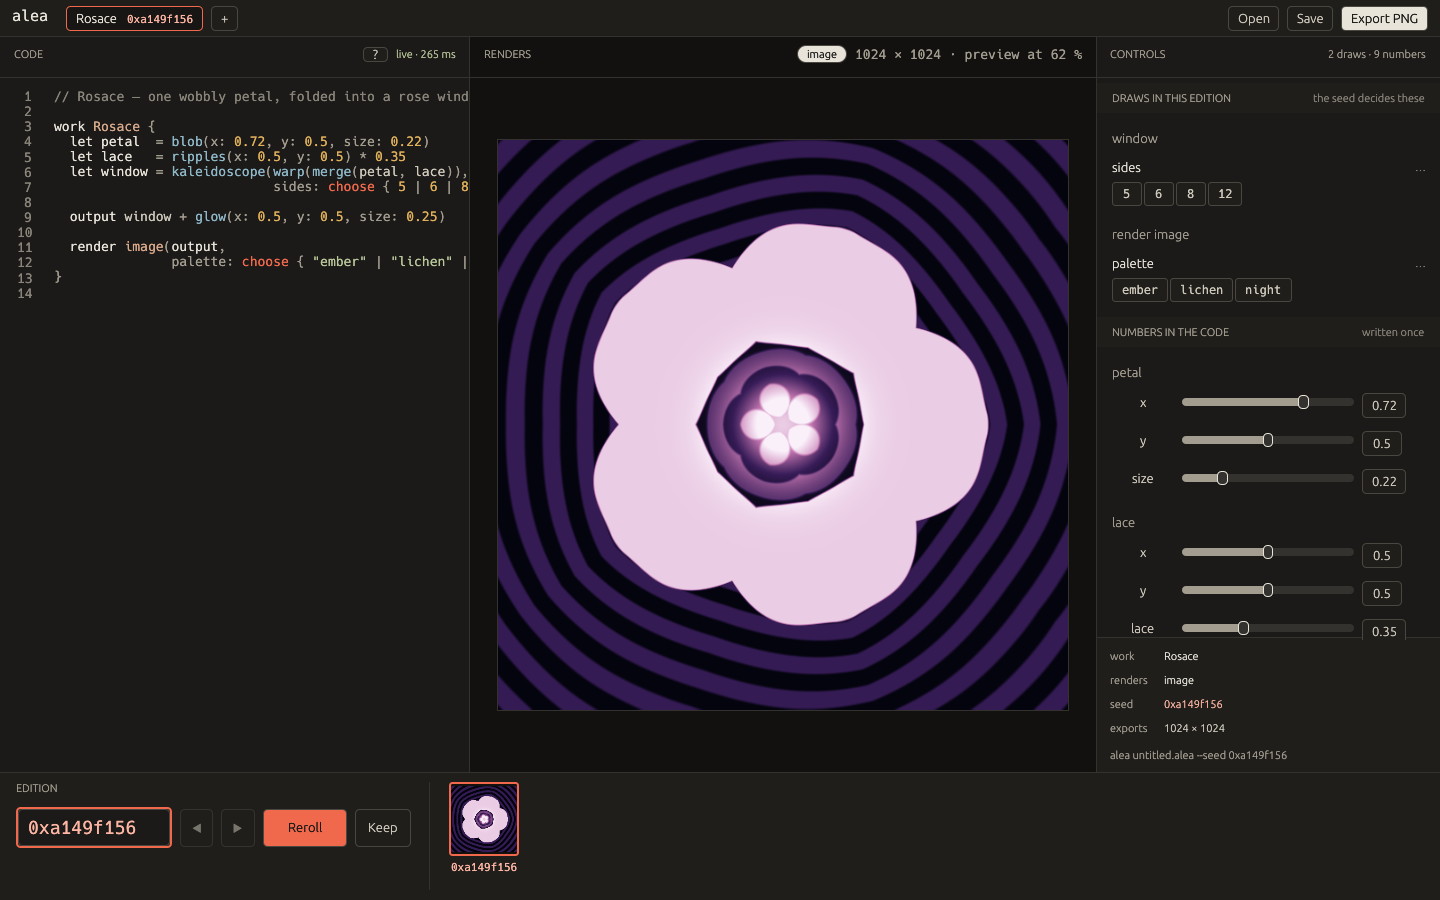 alea
Rosace 0xa149f156
+
Open
Save
Export PNG
CODE
?
live · 265 ms
RENDERS
image
1024 × 1024 · preview at 62 %
CONTROLS
2 draws · 9 numbers
1 // Rosace — one wobbly petal, folded into a rose wind
2
3 work Rosace {
4 let petal = blob(x: 0.72, y: 0.5, size: 0.22)
5 let lace = ripples(x: 0.5, y: 0.5) * 0.35
6 let window = kaleidoscope(warp(merge(petal, lace)),
7 sides: choose { 5 | 6 | 8
8
9 output window + glow(x: 0.5, y: 0.5, size: 0.25)
10
11 render image(output,
12 palette: choose { "ember" | "lichen" |
13 }
14
DRAWS IN THIS EDITION
the seed decides these
window
sides
...
5
6
8
12
render image
palette
...
ember
lichen
night
NUMBERS IN THE CODE
written once
petal
x
0.72
y
0.5
size
0.22
lace
x
0.5
y
0.5
lace
0.35
work Rosace
renders image
seed 0xa149f156
exports 1024 × 1024
alea untitled.alea --seed 0xa149f156
EDITION
0xa149f156
◀
▶
Reroll
Keep
0xa149f156